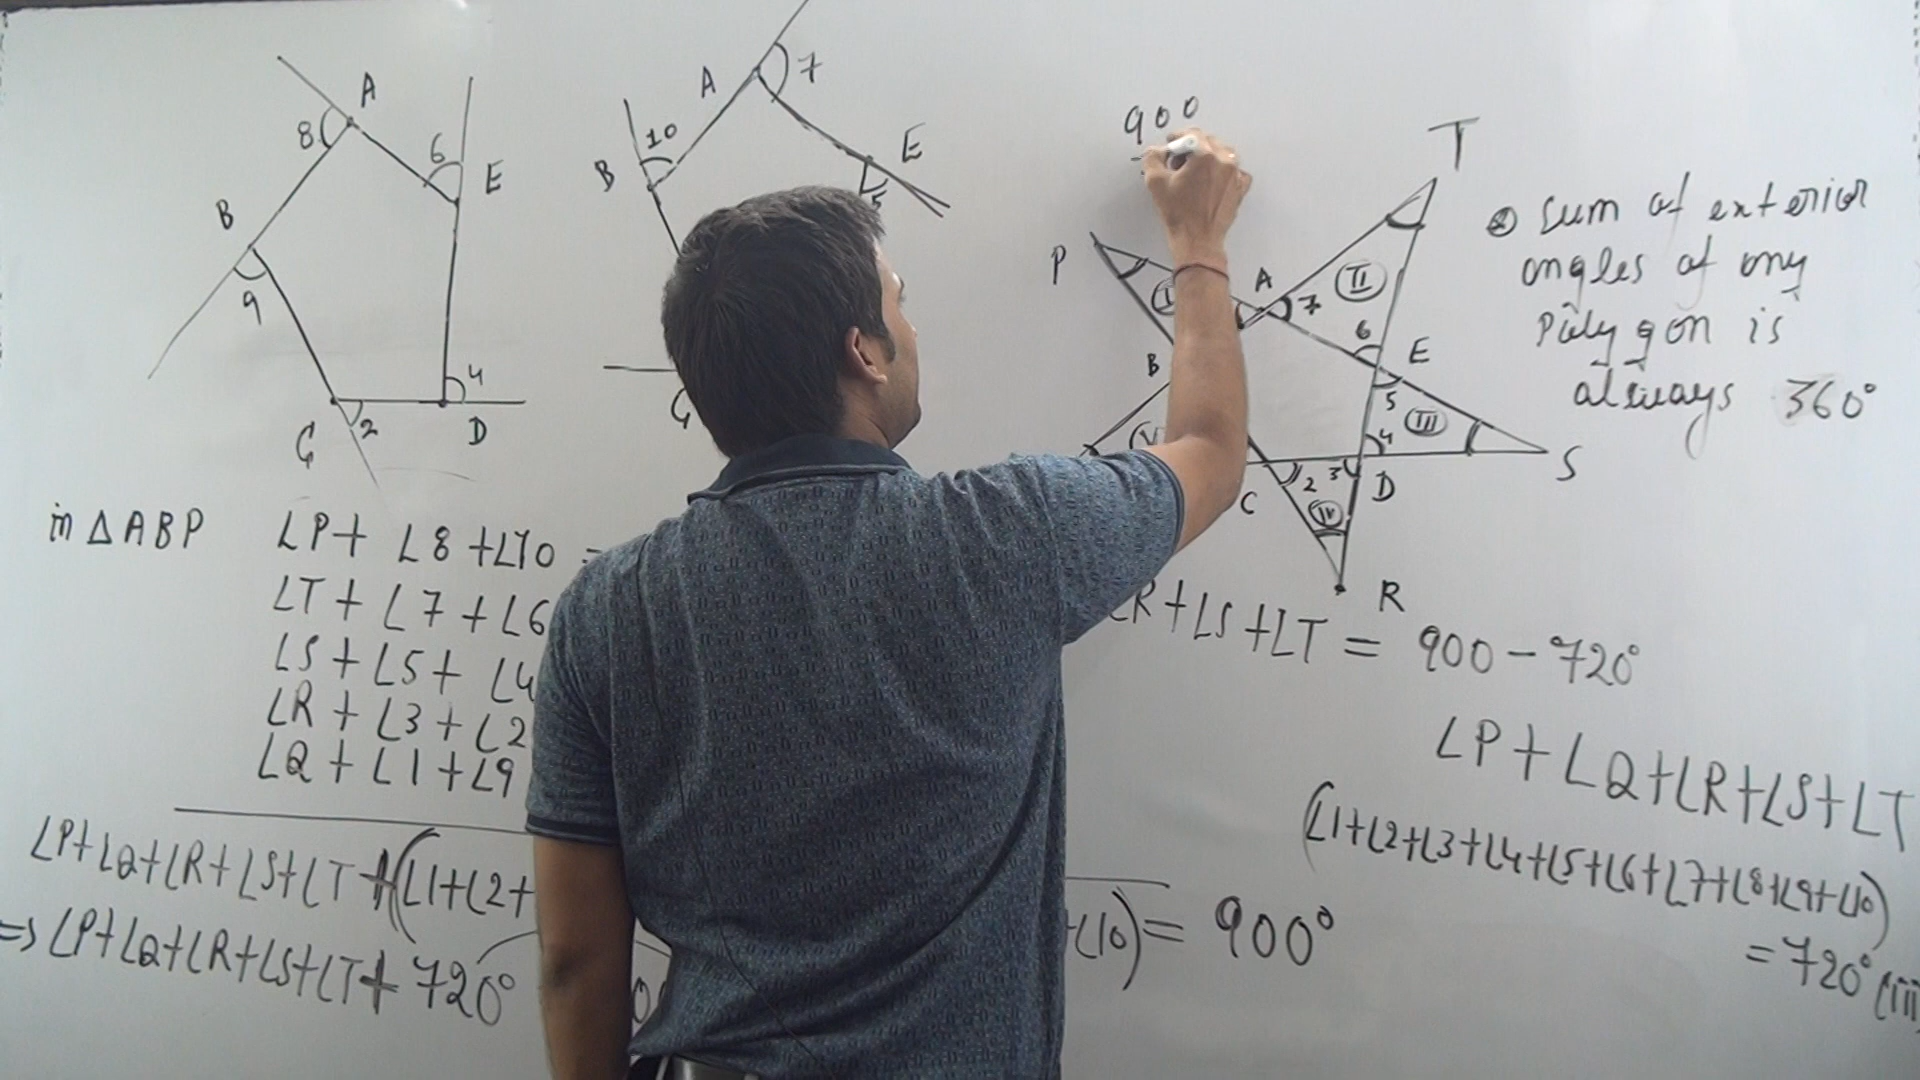 A
8
6
E
B
9
4
C
2
D
A
7
10
B
E
5
C
900
T
P
I
A
7
II
6
E
B
5
III
4
V
S
C
2
3
D
IV
R
Sum of exterior
angles of any
Polygon is
always 360°
in △ABP ∠P+ ∠8 +∠10 =
∠T + ∠7 + ∠6
∠S + ∠5 + ∠4
∠R + ∠3 + ∠2
∠Q + ∠1 + ∠9
∠P+∠Q+∠R+∠S+∠T +(∠1+∠2+
+∠10) = 900°
⇒ ∠P+∠Q+∠R+∠S+∠T + 720°
∠R+∠S+∠T = 900 - 720°
∠P + ∠Q+∠R+∠S+∠T
(∠1+∠2+∠3+∠4+∠5+∠6+∠7+∠8+∠9+∠10)
= 720° (iii)